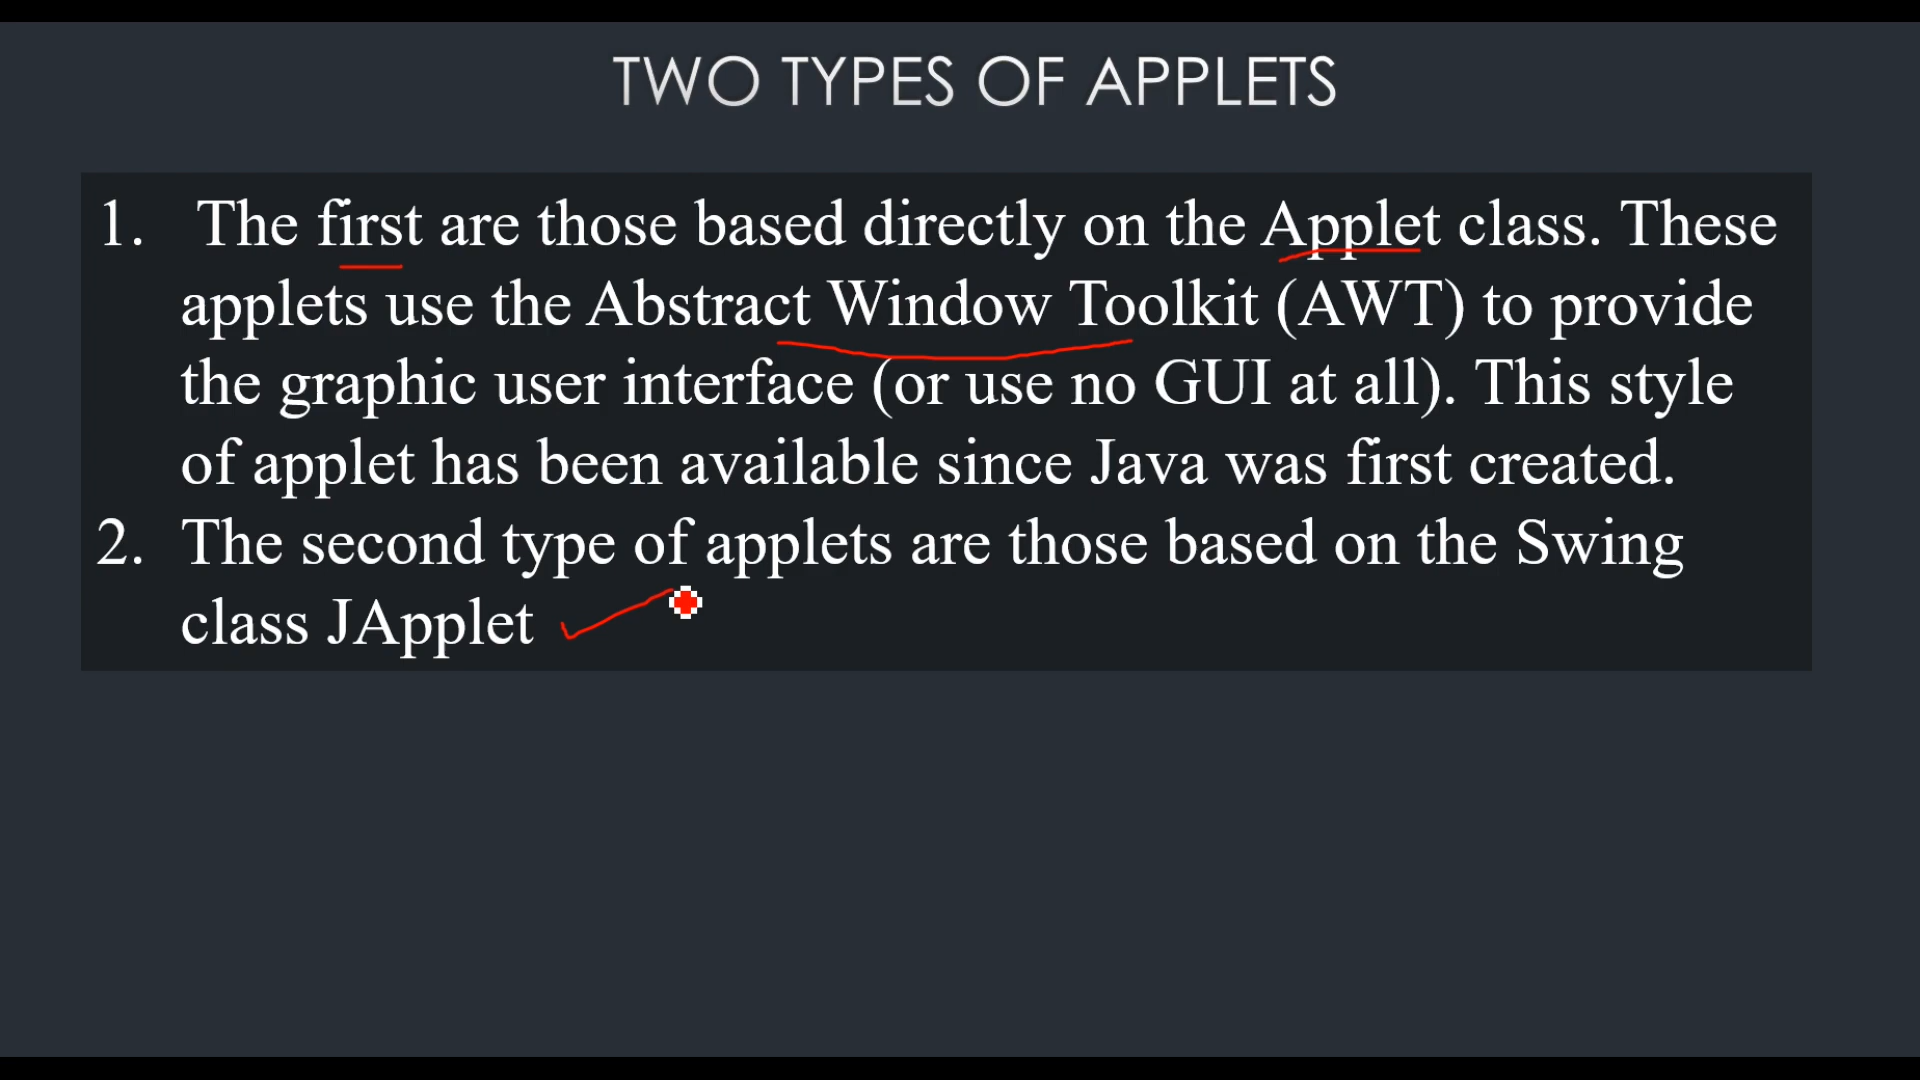 TWO TYPES OF APPLETS
1. The first are those based directly on the Applet class. These
applets use the Abstract Window Toolkit (AWT) to provide
the graphic user interface (or use no GUI at all). This style
of applet has been available since Java was first created.
2. The second type of applets are those based on the Swing
class JApplet